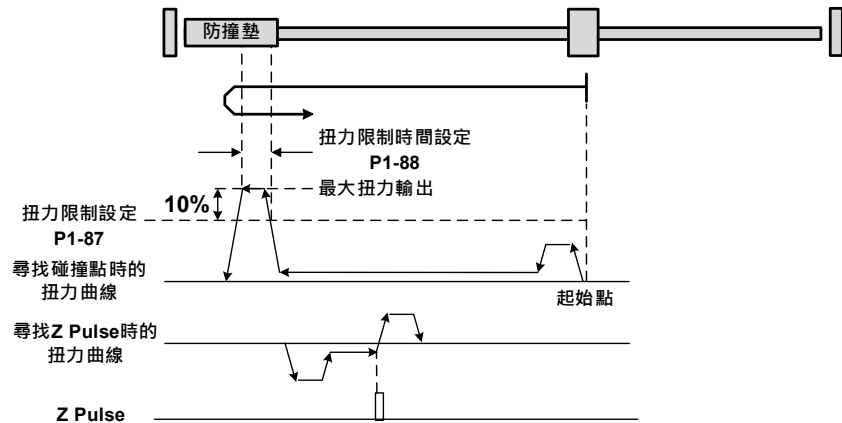 防撞墊
扭力限制時間設定
P1-88
最大扭力輸出
10%
扭力限制設定
P1-87
尋找碰撞點時的
扭力曲線
起始點
尋找Z Pulse時的
扭力曲線
Z Pulse